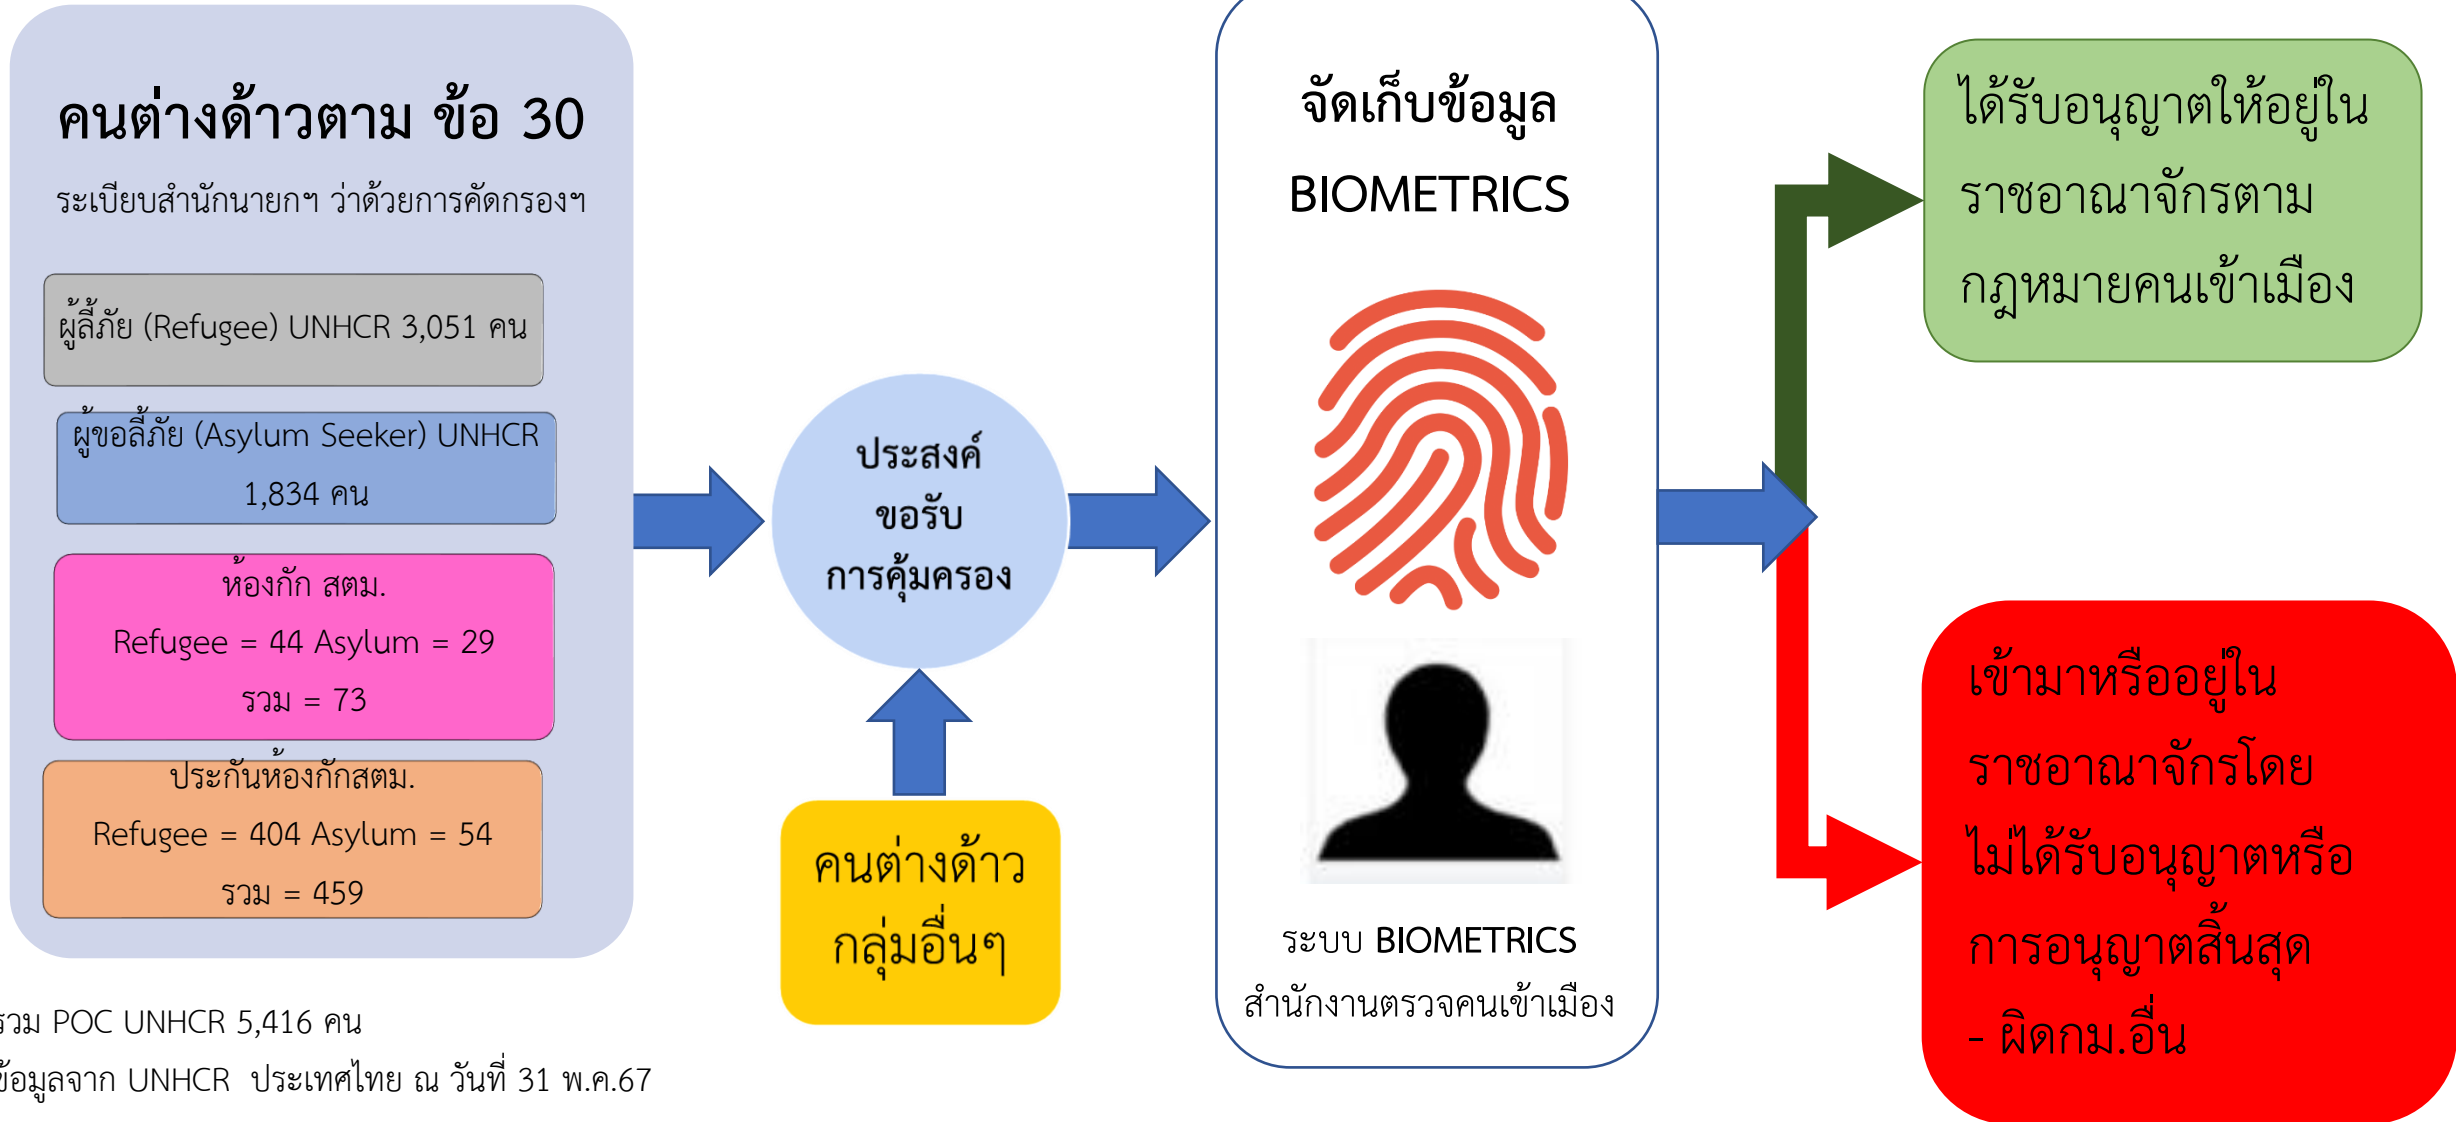 คนต่างด้าวตาม ข้อ 30
ระเบียบสำนักนายกฯ ว่าด้วยการคัดกรองฯ
ผู้ลี้ภัย (Refugee) UNHCR 3,051 คน
ผู้ขอลี้ภัย (Asylum Seeker) UNHCR
1,834 คน
ห้องกัก สตม.
Refugee = 44 Asylum = 29
รวม = 73
ประกันห้องกักสตม.
Refugee = 404 Asylum = 54
รวม = 459
รวม POC UNHCR 5,416 คน
ข้อมูลจาก UNHCR ประเทศไทย ณ วันที่ 31 พ.ค.67
ประสงค์
ขอรับ
การคุ้มครอง
คนต่างด้าว
กลุ่มอื่นๆ
จัดเก็บข้อมูล
BIOMETRICS
ระบบ BIOMETRICS
สำนักงานตรวจคนเข้าเมือง
ได้รับอนุญาตให้อยู่ใน
ราชอาณาจักรตาม
กฎหมายคนเข้าเมือง
เข้ามาหรืออยู่ใน
ราชอาณาจักรโดย
ไม่ได้รับอนุญาตหรือ
การอนุญาตสิ้นสุด
- ผิดกม.อื่น